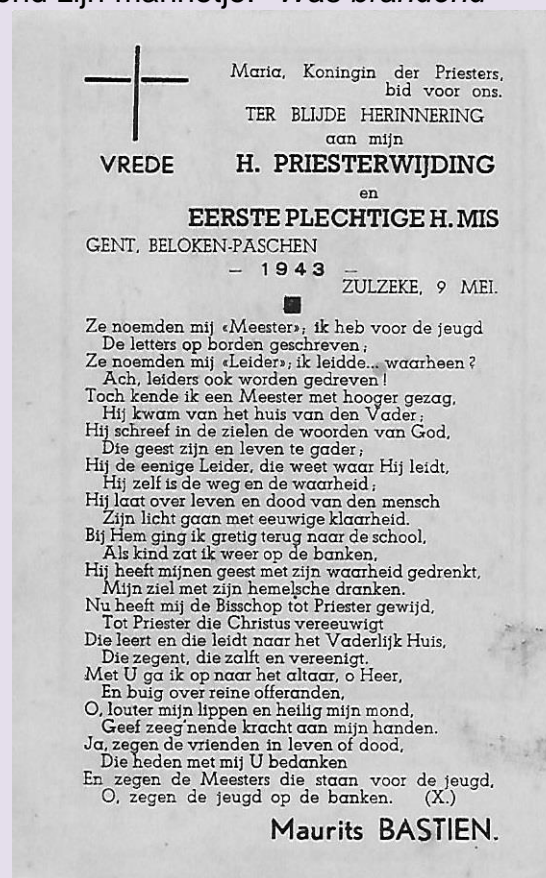 end zijn mannetje. "Was brandend
Maria, Koningin der Priesters,
bid voor ons.
TER BLIJDE HERINNERING
aan mijn
VREDE H. PRIESTERWIJDING
en
EERSTE PLECHTIGE H. MIS
GENT, BELOKEN-PASCHEN
– 1943 –
ZULZEKE, 9 MEI.
Ze noemden mij «Meester»; ik heb voor de jeugd
De letters op borden geschreven;
Ze noemden mij «Leider»; ik leidde... waarheen?
Ach, leiders ook worden gedreven!
Toch kende ik een Meester met hooger gezag,
Hij kwam van het huis van den Vader;
Hij schreef in de zielen de woorden van God,
Die geest zijn en leven te gader;
Hij de eenige Leider, die weet waar Hij leidt,
Hij zelf is de weg en de waarheid;
Hij laat over leven en dood van den mensch
Zijn licht gaan met eeuwige klaarheid.
Bij Hem ging ik gretig terug naar de school,
Als kind zat ik weer op de banken,
Hij heeft mijnen geest met zijn waarheid gedrenkt,
Mijn ziel met zijn hemelsche dranken.
Nu heeft mij de Bisschop tot Priester gewijd,
Tot Priester die Christus vereeuwigt
Die leert en die leidt naar het Vaderlijk Huis,
Die zegent, die zalft en vereenigt.
Met U ga ik op naar het altaar, o Heer,
En buig over reine offeranden,
O, louter mijn lippen en heilig mijn mond,
Geef zeeg'nende kracht aan mijn handen.
Ja, zegen de vrienden in leven of dood,
Die heden met mij U bedanken
En zegen de Meesters die staan voor de jeugd,
O, zegen de jeugd op de banken. (X.)
Maurits BASTIEN.